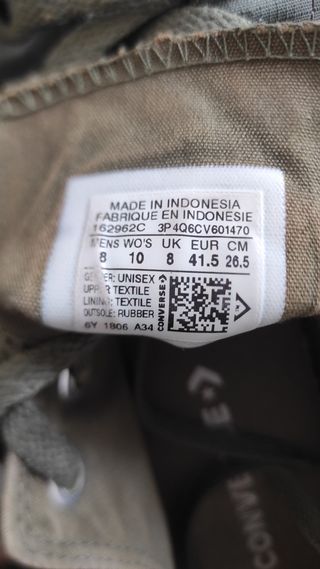 MADE IN INDONESIA
FABRIQUE EN INDONESIE
162962C 3P4Q6CV601470
MENS WO'S UK EUR CM
8 10 8 41.5 26.5
GENDER: UNISEX
UPPER: TEXTILE
LINING: TEXTILE
OUTSOLE: RUBBER
6Y 1806 A34
CONVERSE
CONVE E